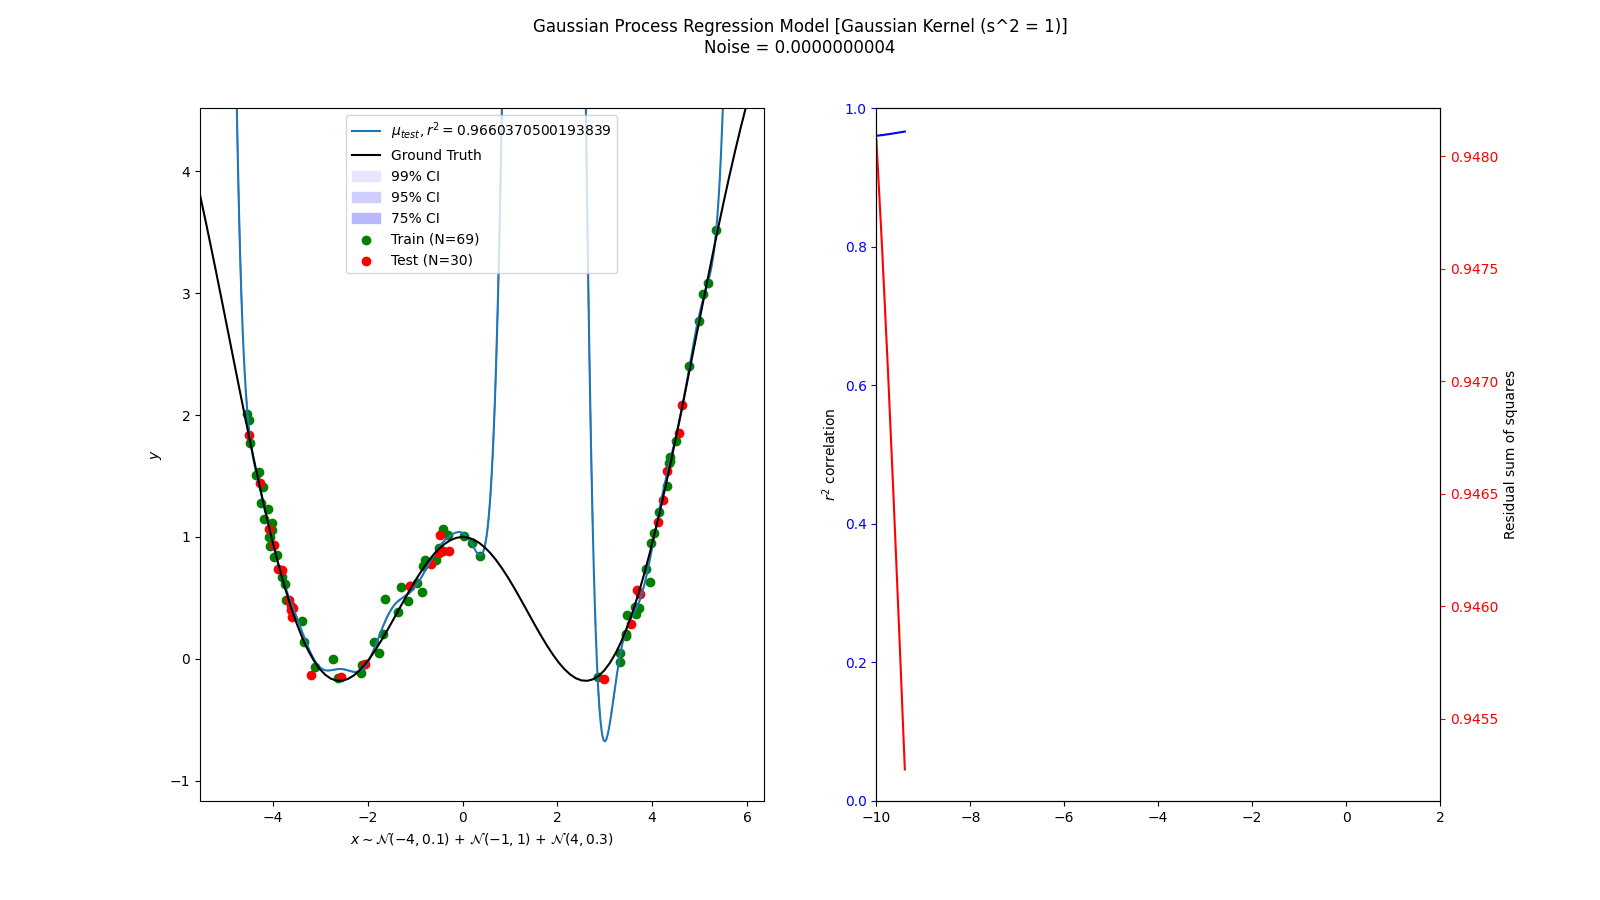 Gaussian Process Regression Model [Gaussian Kernel (s^2 = 1)]
Noise = 0.0000000004
μtest, r² = 0.9660370500193839
Ground Truth
99% CI
95% CI
75% CI
Train (N=69)
Test (N=30)
4
3
2
1
0
−1
y
−4 −2 0 2 4 6
x ~ 𝒩(−4, 0.1) + 𝒩(−1, 1) + 𝒩(4, 0.3)
1.0
0.8
0.6
0.4
0.2
0.0
r² correlation
−10 −8 −6 −4 −2 0 2
0.9480
0.9475
0.9470
0.9465
0.9460
0.9455
Residual sum of squares